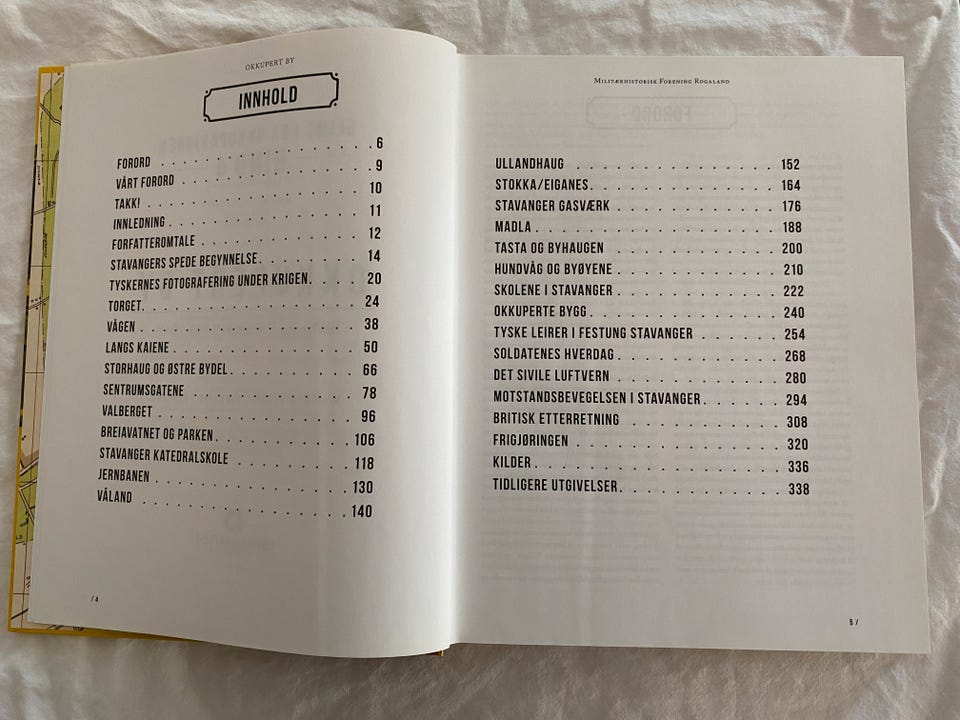 OKKUPERT BY
INNHOLD
FORORD . . . . . . . . . . . . . . . . . 6
VÅRT FORORD . . . . . . . . . . . . . . . 9
TAKK! . . . . . . . . . . . . . . . . . 10
INNLEDNING . . . . . . . . . . . . . . . 11
FORFATTEROMTALE . . . . . . . . . . . . . 12
STAVANGERS SPEDE BEGYNNELSE. . . . . . . . 14
TYSKERNES FOTOGRAFERING UNDER KRIGEN. . . . 20
TORGET. . . . . . . . . . . . . . . . . 24
VÅGEN . . . . . . . . . . . . . . . . . 38
LANGS KAIENE . . . . . . . . . . . . . . 50
STORHAUG OG ØSTRE BYDEL. . . . . . . . . . 66
SENTRUMSGATENE . . . . . . . . . . . . . 78
VALBERGET . . . . . . . . . . . . . . . 96
BREIAVATNET OG PARKEN. . . . . . . . . . . 106
STAVANGER KATEDRALSKOLE . . . . . . . . . 118
JERNBANEN . . . . . . . . . . . . . . . 130
VÅLAND . . . . . . . . . . . . . . . . 140
/ 4
Militærhistorisk Forening Rogaland
ULLANDHAUG . . . . . . . . . . . . . . . 152
STOKKA/EIGANES. . . . . . . . . . . . . . 164
STAVANGER GASVÆRK . . . . . . . . . . . . 176
MADLA . . . . . . . . . . . . . . . . . 188
TASTA OG BYHAUGEN . . . . . . . . . . . . 200
HUNDVÅG OG BYØYENE . . . . . . . . . . . . 210
SKOLENE I STAVANGER . . . . . . . . . . . 222
OKKUPERTE BYGG. . . . . . . . . . . . . . 240
TYSKE LEIRER I FESTUNG STAVANGER . . . . . . 254
SOLDATENES HVERDAG . . . . . . . . . . . . 268
DET SIVILE LUFTVERN . . . . . . . . . . . 280
MOTSTANDSBEVEGELSEN I STAVANGER. . . . . . . 294
BRITISK ETTERRETNING . . . . . . . . . . . 308
FRIGJØRINGEN . . . . . . . . . . . . . . 320
KILDER . . . . . . . . . . . . . . . . . 336
TIDLIGERE UTGIVELSER. . . . . . . . . . . . 338
5 /